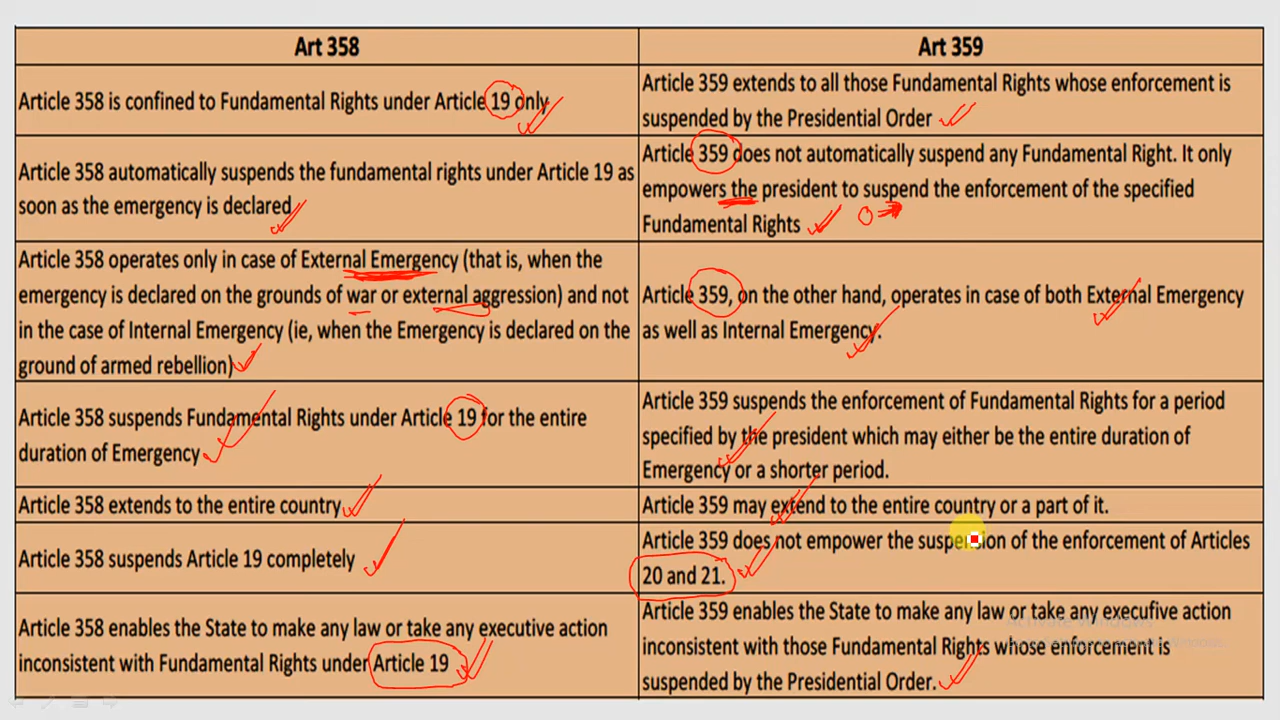 Art 358
Art 359
Article 358 is confined to Fundamental Rights under Article 19 only
Article 359 extends to all those Fundamental Rights whose enforcement is
suspended by the Presidential Order
Article 358 automatically suspends the fundamental rights under Article 19 as
soon as the emergency is declared
Article 359 does not automatically suspend any Fundamental Right. It only
empowers the president to suspend the enforcement of the specified
Fundamental Rights
Article 358 operates only in case of External Emergency (that is, when the
emergency is declared on the grounds of war or external aggression) and not
in the case of Internal Emergency (ie, when the Emergency is declared on the
ground of armed rebellion)
Article 359, on the other hand, operates in case of both External Emergency
as well as Internal Emergency.
Article 358 suspends Fundamental Rights under Article 19 for the entire
duration of Emergency
Article 359 suspends the enforcement of Fundamental Rights for a period
specified by the president which may either be the entire duration of
Emergency or a shorter period.
Article 358 extends to the entire country
Article 359 may extend to the entire country or a part of it.
Article 358 suspends Article 19 completely
Article 359 does not empower the suspension of the enforcement of Articles
20 and 21.
Article 358 enables the State to make any law or take any executive action
inconsistent with Fundamental Rights under Article 19
Article 359 enables the State to make any law or take any executive action
inconsistent with those Fundamental Rights whose enforcement is
suspended by the Presidential Order.
Activate Windows